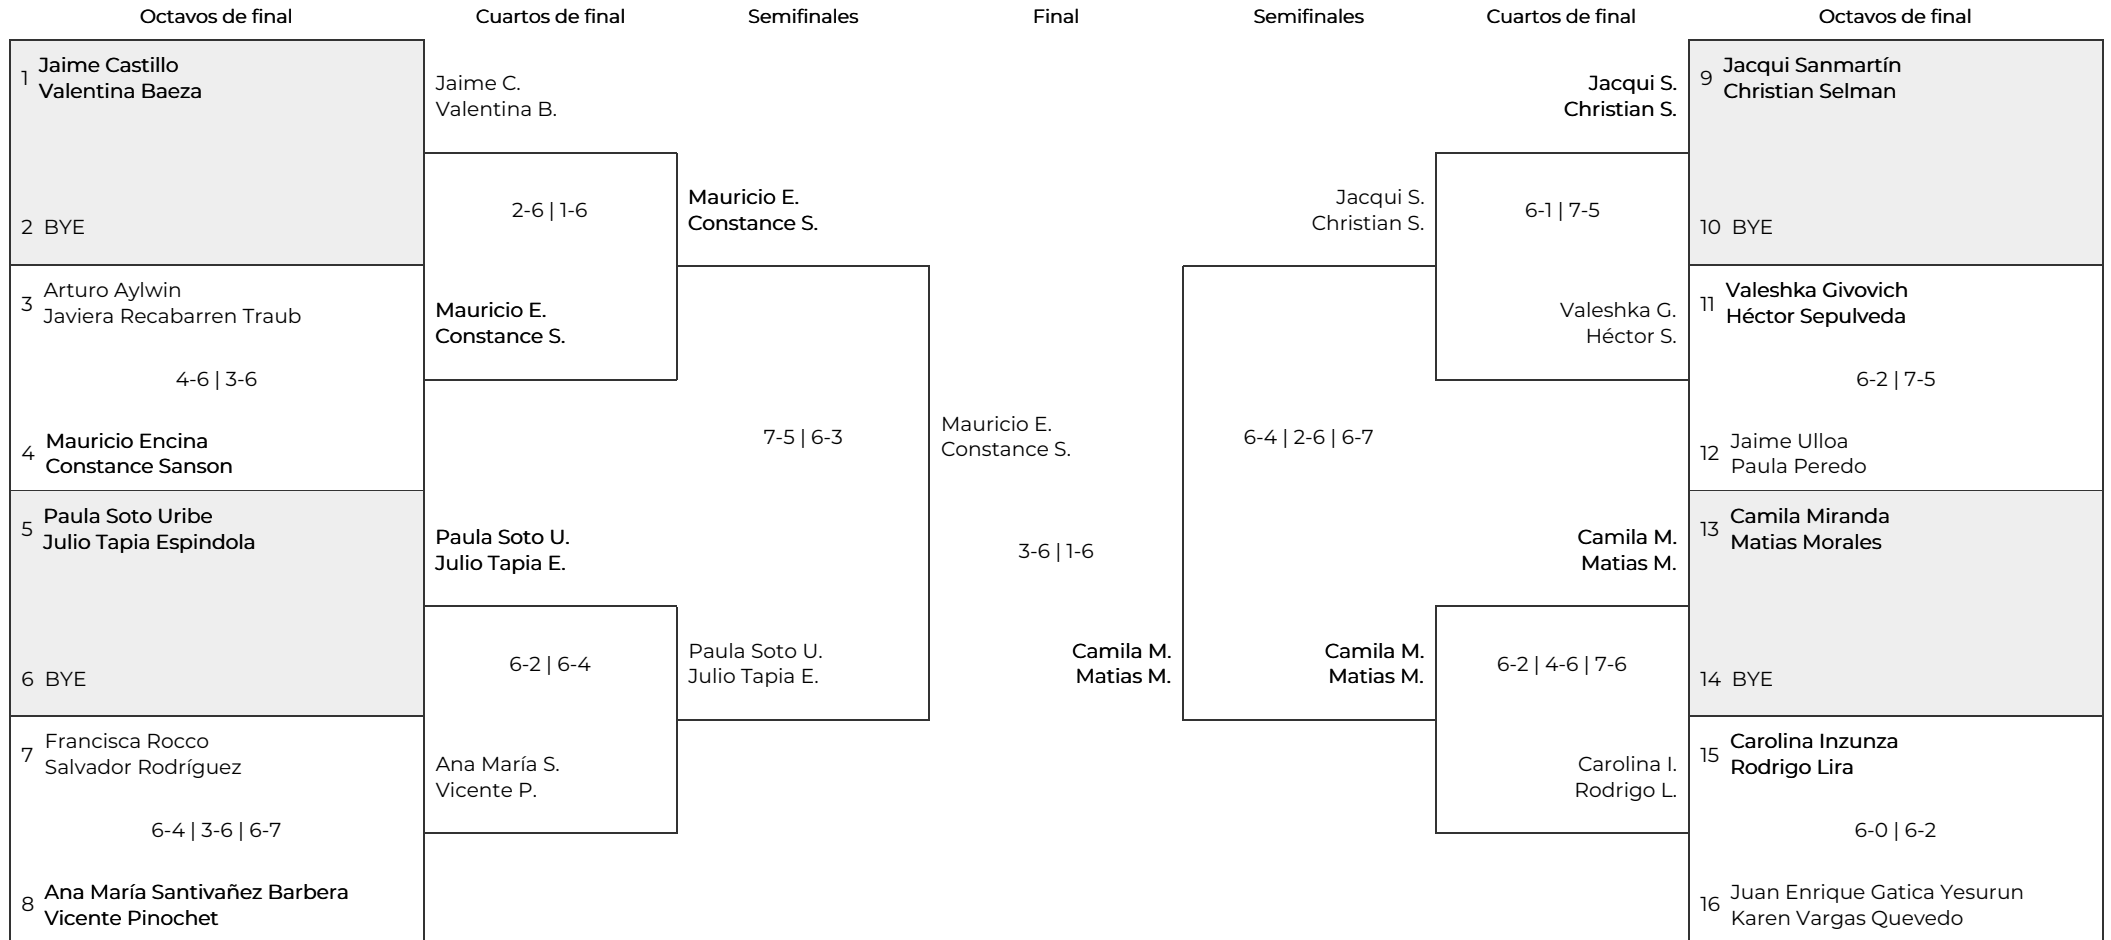 Octavos de final
Cuartos de final
Semifinales
Final
Semifinales
Cuartos de final
Octavos de final
1 Jaime Castillo
Valentina Baeza
2 BYE
3 Arturo Aylwin
Javiera Recabarren Traub
4-6 | 3-6
4 Mauricio Encina
Constance Sanson
5 Paula Soto Uribe
Julio Tapia Espindola
6 BYE
7 Francisca Rocco
Salvador Rodríguez
6-4 | 3-6 | 6-7
8 Ana María Santivañez Barbera
Vicente Pinochet
Jaime C.
Valentina B.
2-6 | 1-6
Mauricio E.
Constance S.
Paula Soto U.
Julio Tapia E.
6-2 | 6-4
Ana María S.
Vicente P.
Mauricio E.
Constance S.
7-5 | 6-3
Paula Soto U.
Julio Tapia E.
Mauricio E.
Constance S.
3-6 | 1-6
Camila M.
Matias M.
Jacqui S.
Christian S.
6-4 | 2-6 | 6-7
Camila M.
Matias M.
Jacqui S.
Christian S.
6-1 | 7-5
Valeshka G.
Héctor S.
Camila M.
Matias M.
6-2 | 4-6 | 7-6
Carolina I.
Rodrigo L.
9 Jacqui Sanmartín
Christian Selman
10 BYE
11 Valeshka Givovich
Héctor Sepulveda
6-2 | 7-5
12 Jaime Ulloa
Paula Peredo
13 Camila Miranda
Matias Morales
14 BYE
15 Carolina Inzunza
Rodrigo Lira
6-0 | 6-2
16 Juan Enrique Gatica Yesurun
Karen Vargas Quevedo